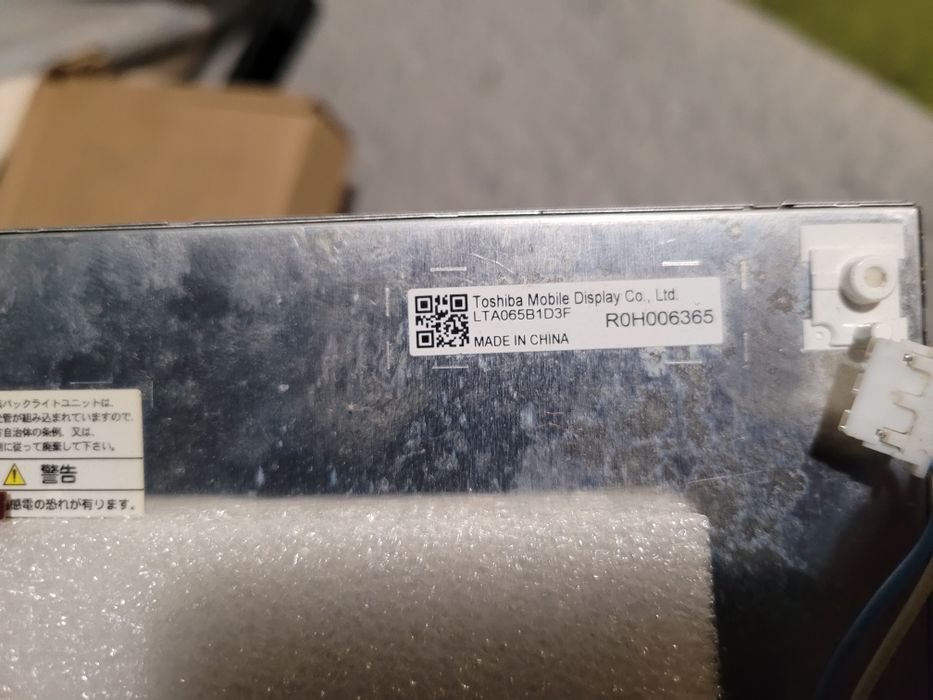 Toshiba Mobile Display Co., Ltd.
LTA065B1D3F
R0H006365
MADE IN CHINA
バックライトユニットは、
管が組み込まれていますので、
自治体の条例、又は、
に従って廃棄して下さい。
警告
感電の恐れが有ります。